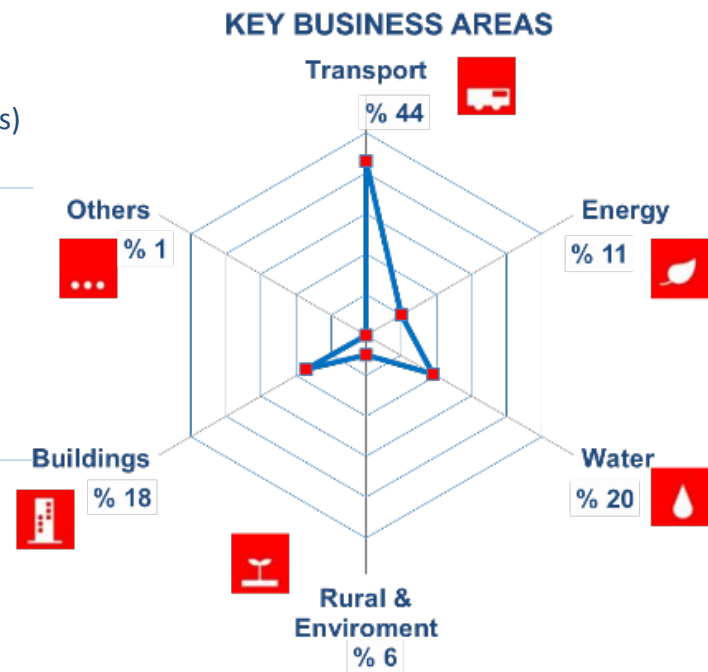 KEY BUSINESS AREAS
Transport
% 44
s)
Others
% 1
Energy
% 11
Buildings
% 18
Water
% 20
Rural &
Enviroment
% 6